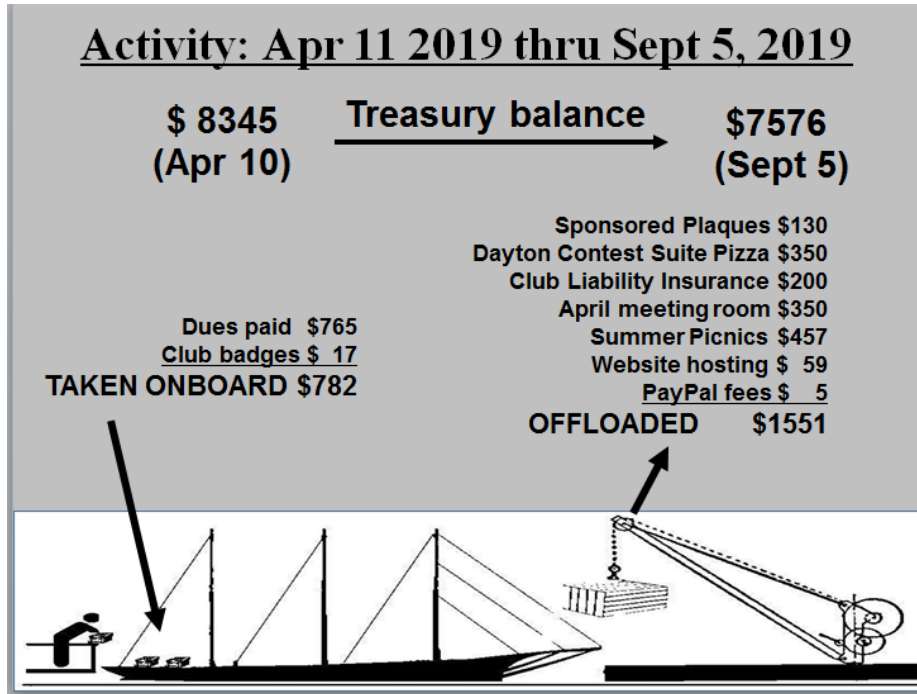 Activity: Apr 11 2019 thru Sept 5, 2019
$ 8345
(Apr 10)
Treasury balance
$7576
(Sept 5)
Dues paid $765
Club badges $ 17
TAKEN ONBOARD $782
Sponsored Plaques $130
Dayton Contest Suite Pizza $350
Club Liability Insurance $200
April meeting room $350
Summer Picnics $457
Website hosting $ 59
PayPal fees $ 5
OFFLOADED $1551